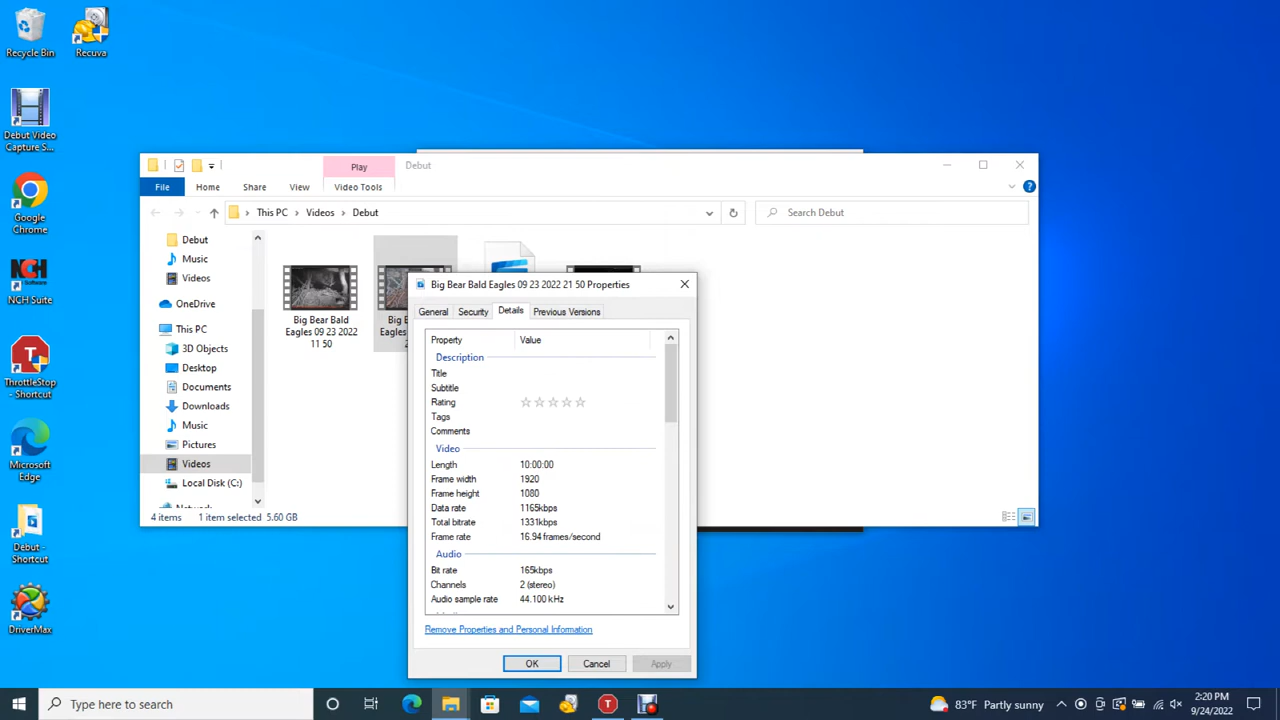 Recycle Bin
Recuva
Debut Video
Capture S...
Google
Chrome
NCH
Software
NCH Suite
ThrottleStop
- Shortcut
Microsoft
Edge
Debut -
Shortcut
DriverMax
Play
Debut
File
Home
Share
View
Video Tools
This PC > Videos > Debut
Search Debut
Debut
Music
Videos
OneDrive
This PC
3D Objects
Desktop
Documents
Downloads
Music
Pictures
Videos
Local Disk (C:)
Network
Big Bear Bald
Eagles 09 23 2022
11 50
4 items
1 item selected 5.60 GB
Big Bear Bald Eagles 09 23 2022 21 50 Properties
General
Security
Details
Previous Versions
Property Value
Description
Title
Subtitle
Rating
Tags
Comments
Video
Length 10:00:00
Frame width 1920
Frame height 1080
Data rate 1165kbps
Total bitrate 1331kbps
Frame rate 16.94 frames/second
Audio
Bit rate 165kbps
Channels 2 (stereo)
Audio sample rate 44.100 kHz
Remove Properties and Personal Information
OK
Cancel
Apply
Type here to search
T
83°F Partly sunny
2:20 PM
9/24/2022